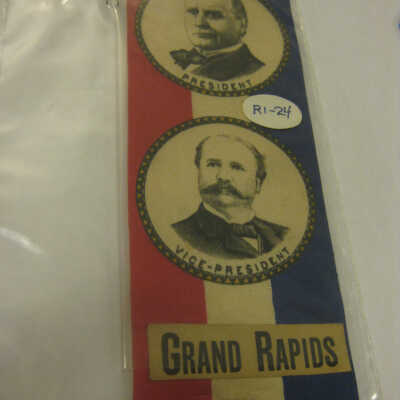 PRESIDENT
R1-24
VICE-PRESIDENT
GRAND RAPIDS